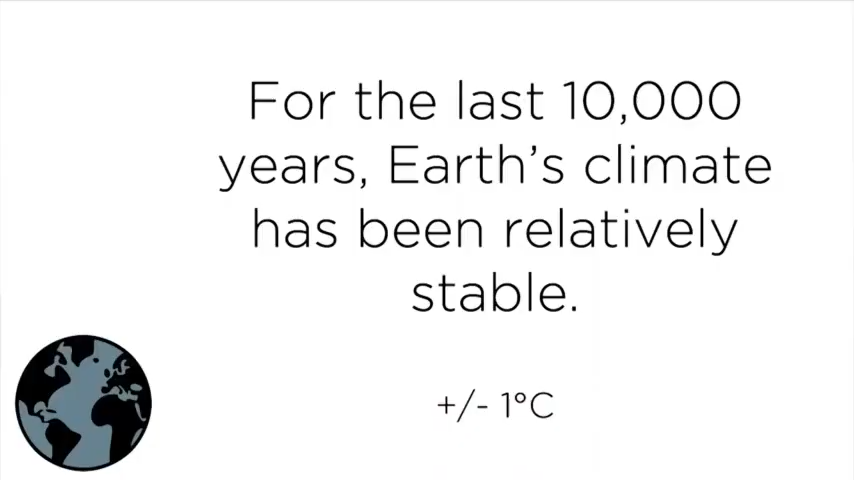 For the last 10,000
years, Earth’s climate
has been relatively
stable.
+/- 1°C